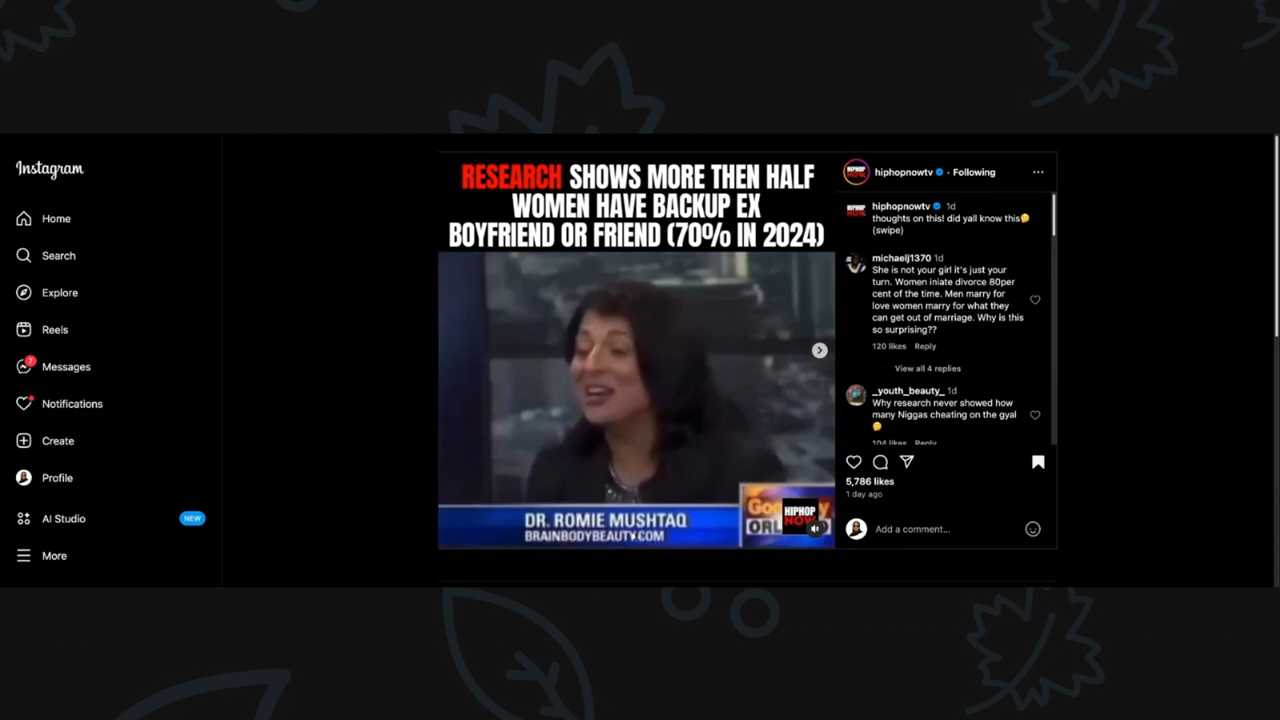 Instagram
Home
Search
Explore
Reels
7
Messages
Notifications
Create
Profile
AI Studio
NEW
More
RESEARCH SHOWS MORE THEN HALF
WOMEN HAVE BACKUP EX
BOYFRIEND OR FRIEND (70% IN 2024)
DR. ROMIE MUSHTAQ
BRAINBODYBEAUTY.COM
HIPHOP
NOW
HIPHOP
NOW
hiphopnowtv • Following
HIPHOP
NOW
hiphopnowtv 1d
thoughts on this! did yall know this🤔
(swipe)
michaelj1370 1d
She is not your girl it's just your
turn. Women iniate divorce 80per
cent of the time. Men marry for
love women marry for what they
can get out of marriage. Why is this
so surprising??
120 likes Reply
View all 4 replies
_youth_beauty_ 1d
Why research never showed how
many Niggas cheating on the gyal
🤔
104 likes Reply
5,786 likes
1 day ago
Add a comment...